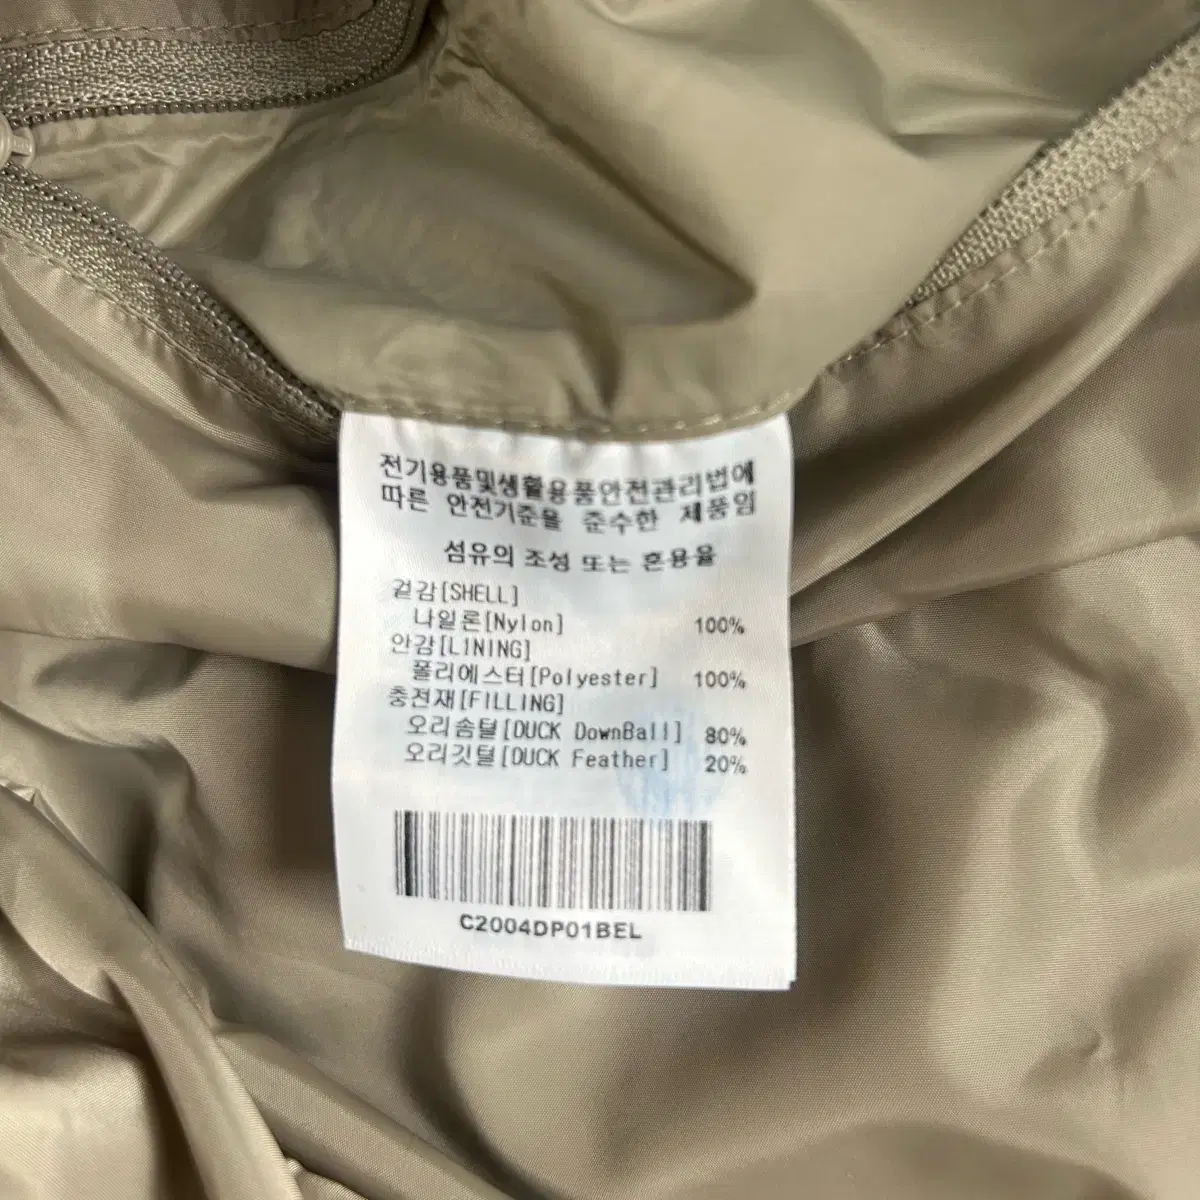 전기용품및생활용품안전관리법에
따른 안전기준을 준수한 제품임
섬유의 조성 또는 혼용율
겉감[SHELL]
나일론[Nylon] 100%
안감[LINING]
폴리에스터[Polyester] 100%
충전재[FILLING]
오리솜털[DUCK DownBall] 80%
오리깃털[DUCK Feather] 20%
C2004DP01BEL